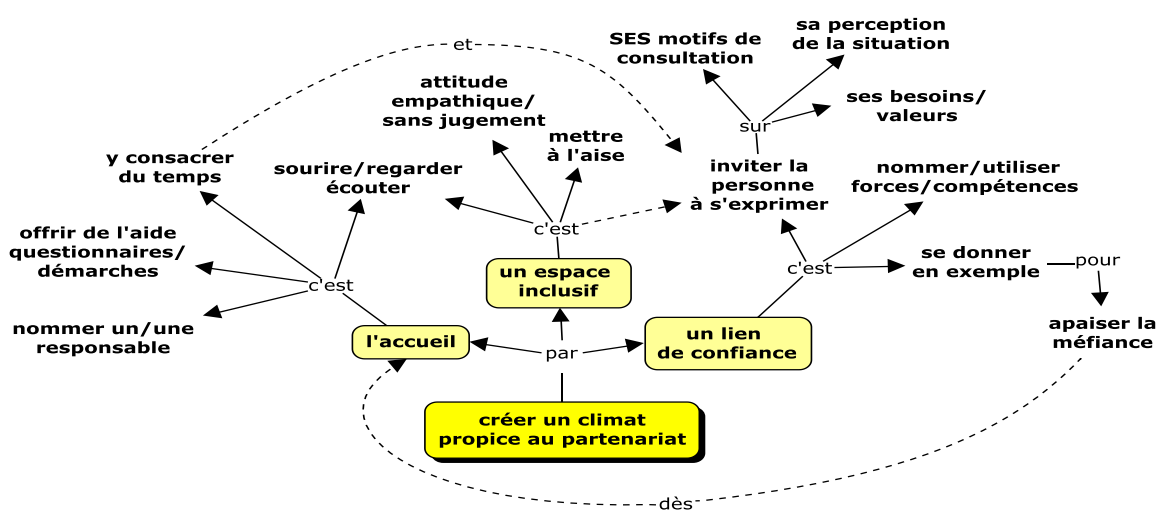 sa perception
de la situation
SES motifs de
consultation
et
attitude
empathique/
sans jugement
ses besoins/
valeurs
sur
mettre
à l'aise
y consacrer
du temps
sourire/regarder
écouter
inviter la
personne
à s'exprimer
nommer/utiliser
forces/compétences
offrir de l'aide
questionnaires/
démarches
c'est
c'est
c'est
se donner
en exemple
pour
un espace
inclusif
nommer un/une
responsable
l'accueil
par
un lien
de confiance
apaiser la
méfiance
créer un climat
propice au partenariat
dès